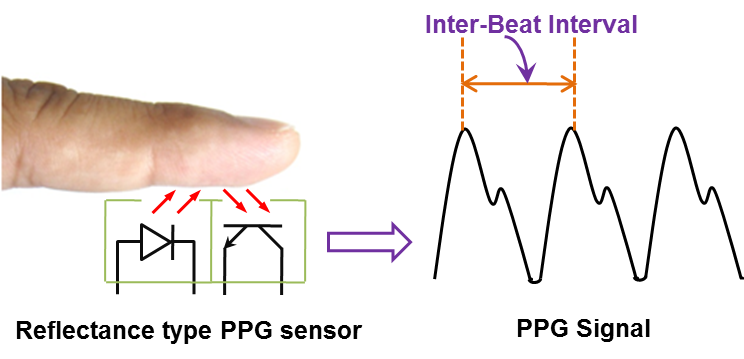 Inter-Beat Interval
Reflectance type PPG sensor
PPG Signal